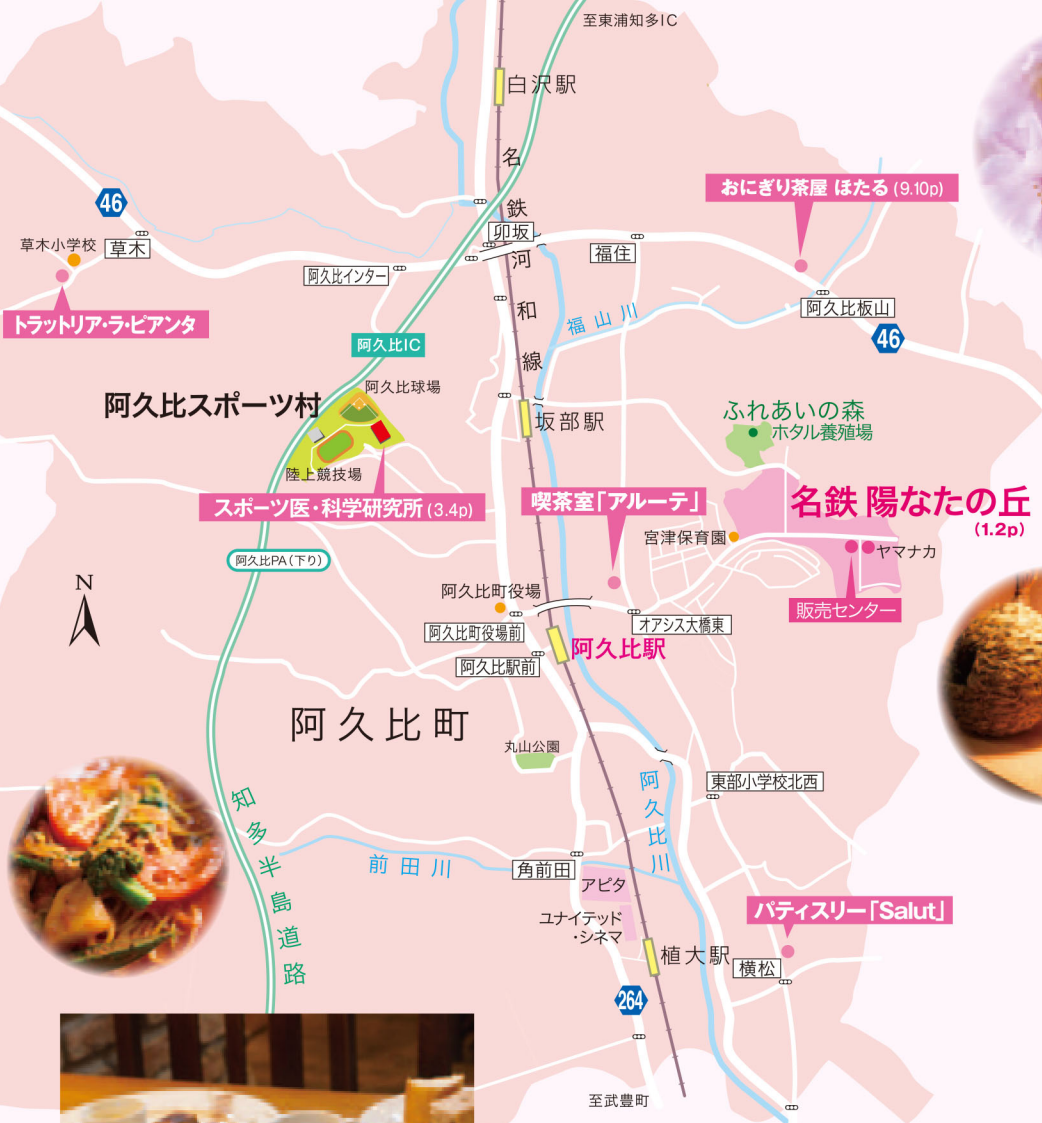 至東浦知多IC
白沢駅
名鉄河和線
46
おにぎり茶屋 ほたる (9.10p)
草木小学校
草木
卯坂
福住
阿久比インター
トラットリア・ラ・ピアンタ
福山川
阿久比板山
46
阿久比IC
阿久比球場
阿久比スポーツ村
坂部駅
ふれあいの森
ホタル養殖場
陸上競技場
スポーツ医・科学研究所 (3.4p)
喫茶室「アルーテ」
名鉄 陽なたの丘
(1.2p)
宮津保育園
ヤマナカ
阿久比PA(下り)
N
阿久比町役場
販売センター
阿久比町役場前
オアシス大橋東
阿久比駅
阿久比駅前
阿久比町
丸山公園
東部小学校北西
阿久比川
知多半島道路
前田川
角前田
アピタ
ユナイテッド
・シネマ
パティスリー「Salut」
植大駅
横松
264
至武豊町